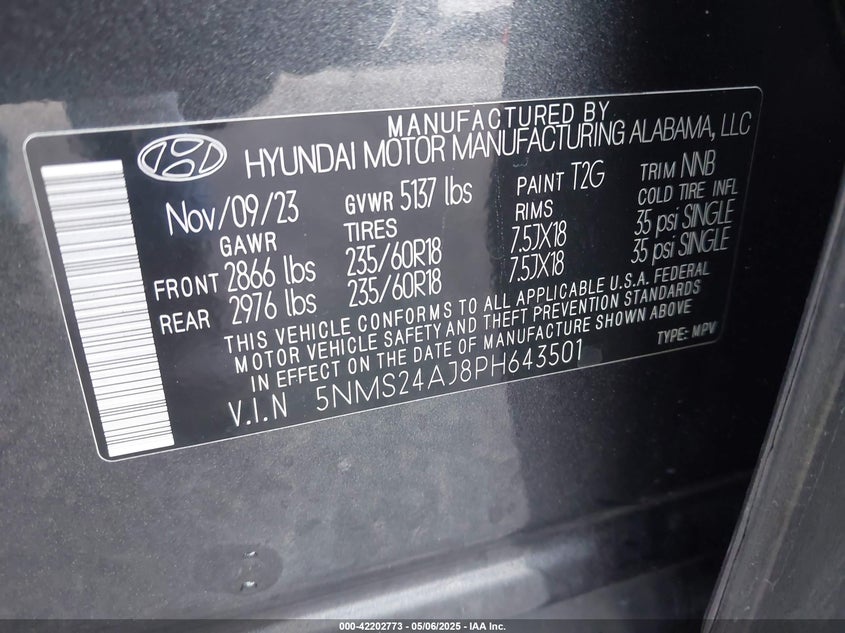 MANUFACTURED BY
HYUNDAI MOTOR MANUFACTURING ALABAMA, LLC
Nov/09/23 GVWR 5137 lbs PAINT T2G TRIM NNB
GAWR TIRES RIMS COLD TIRE INFL
FRONT 2866 lbs 235/60R18 7.5JX18 35 psi SINGLE
REAR 2976 lbs 235/60R18 7.5JX18 35 psi SINGLE
THIS VEHICLE CONFORMS TO ALL APPLICABLE U.S.A. FEDERAL
MOTOR VEHICLE SAFETY AND THEFT PREVENTION STANDARDS
IN EFFECT ON THE DATE OF MANUFACTURE SHOWN ABOVE
V.I.N 5NMS24AJ8PH643501 TYPE: MPV
000-42202773 - 05/06/2025 - IAA Inc.